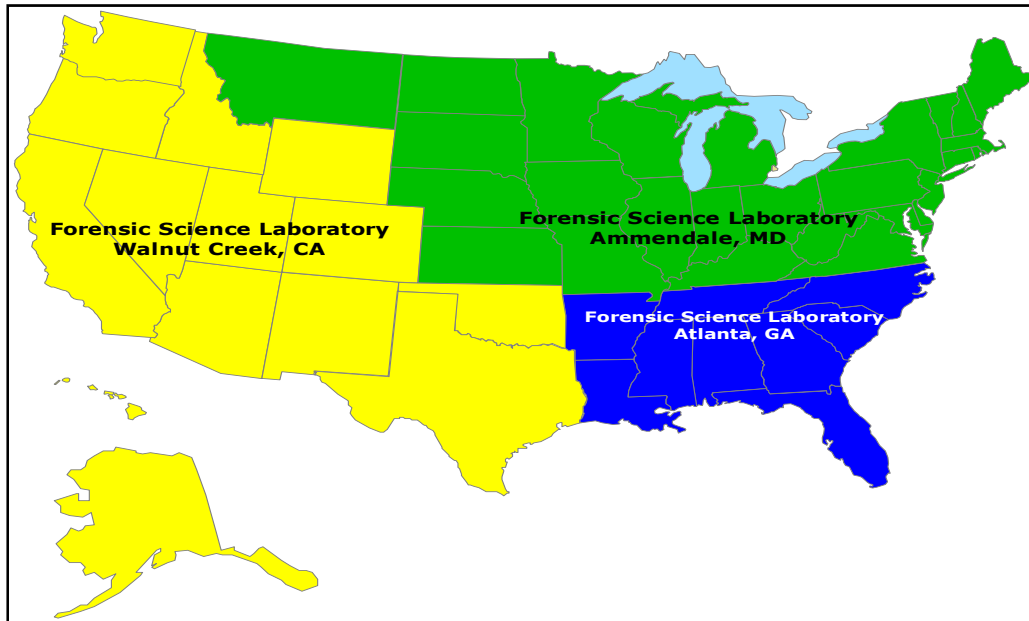 Forensic Science Laboratory
Walnut Creek, CA
Forensic Science Laboratory
Ammendale, MD
Forensic Science Laboratory
Atlanta, GA